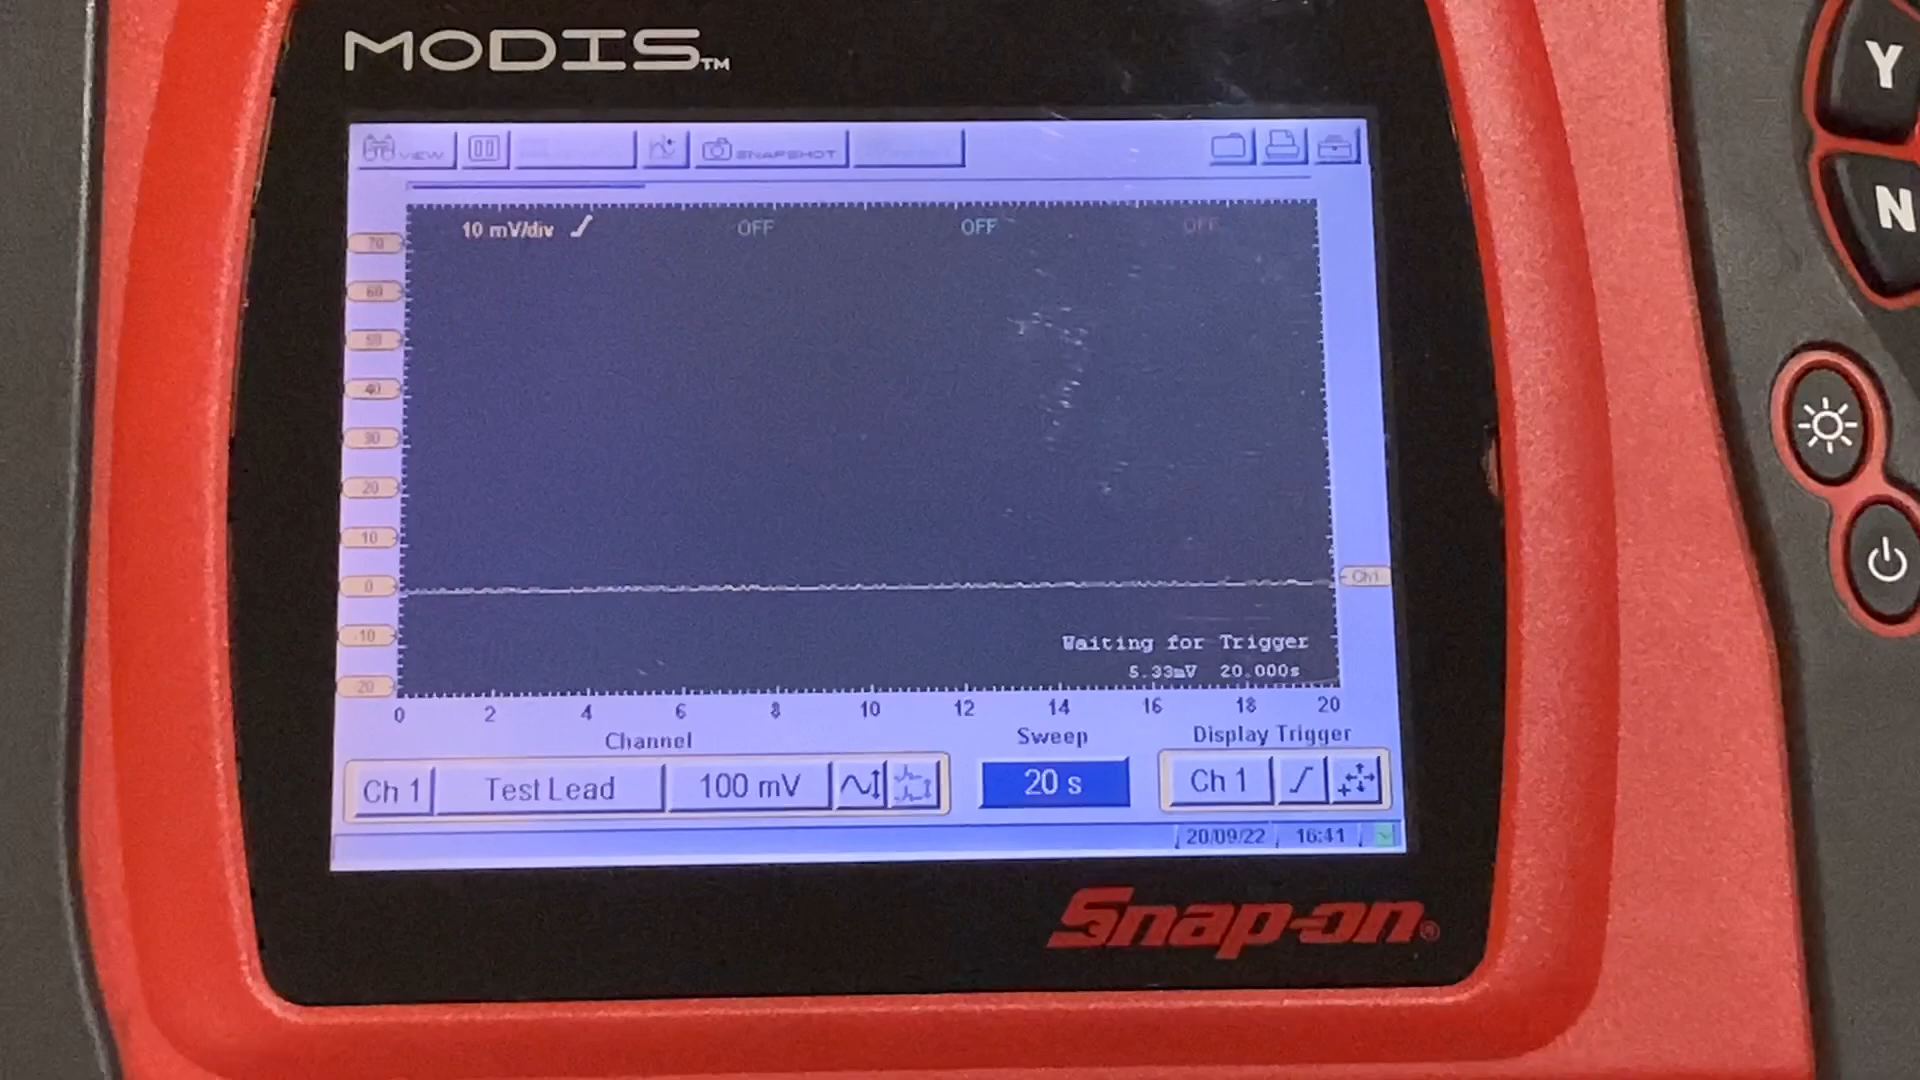 MODIS™
Y
N
VIEW
SNAPSHOT
10 mV/div OFF OFF OFF
70
60
50
40
30
20
10
0
Ch1
-10
Waiting for Trigger
5.33mV 20.000s
-20
0 2 4 6 8 10 12 14 16 18 20
Channel Sweep Display Trigger
Ch 1 Test Lead 100 mV 20 s Ch 1
20/09/22 16:41
Snap-on®